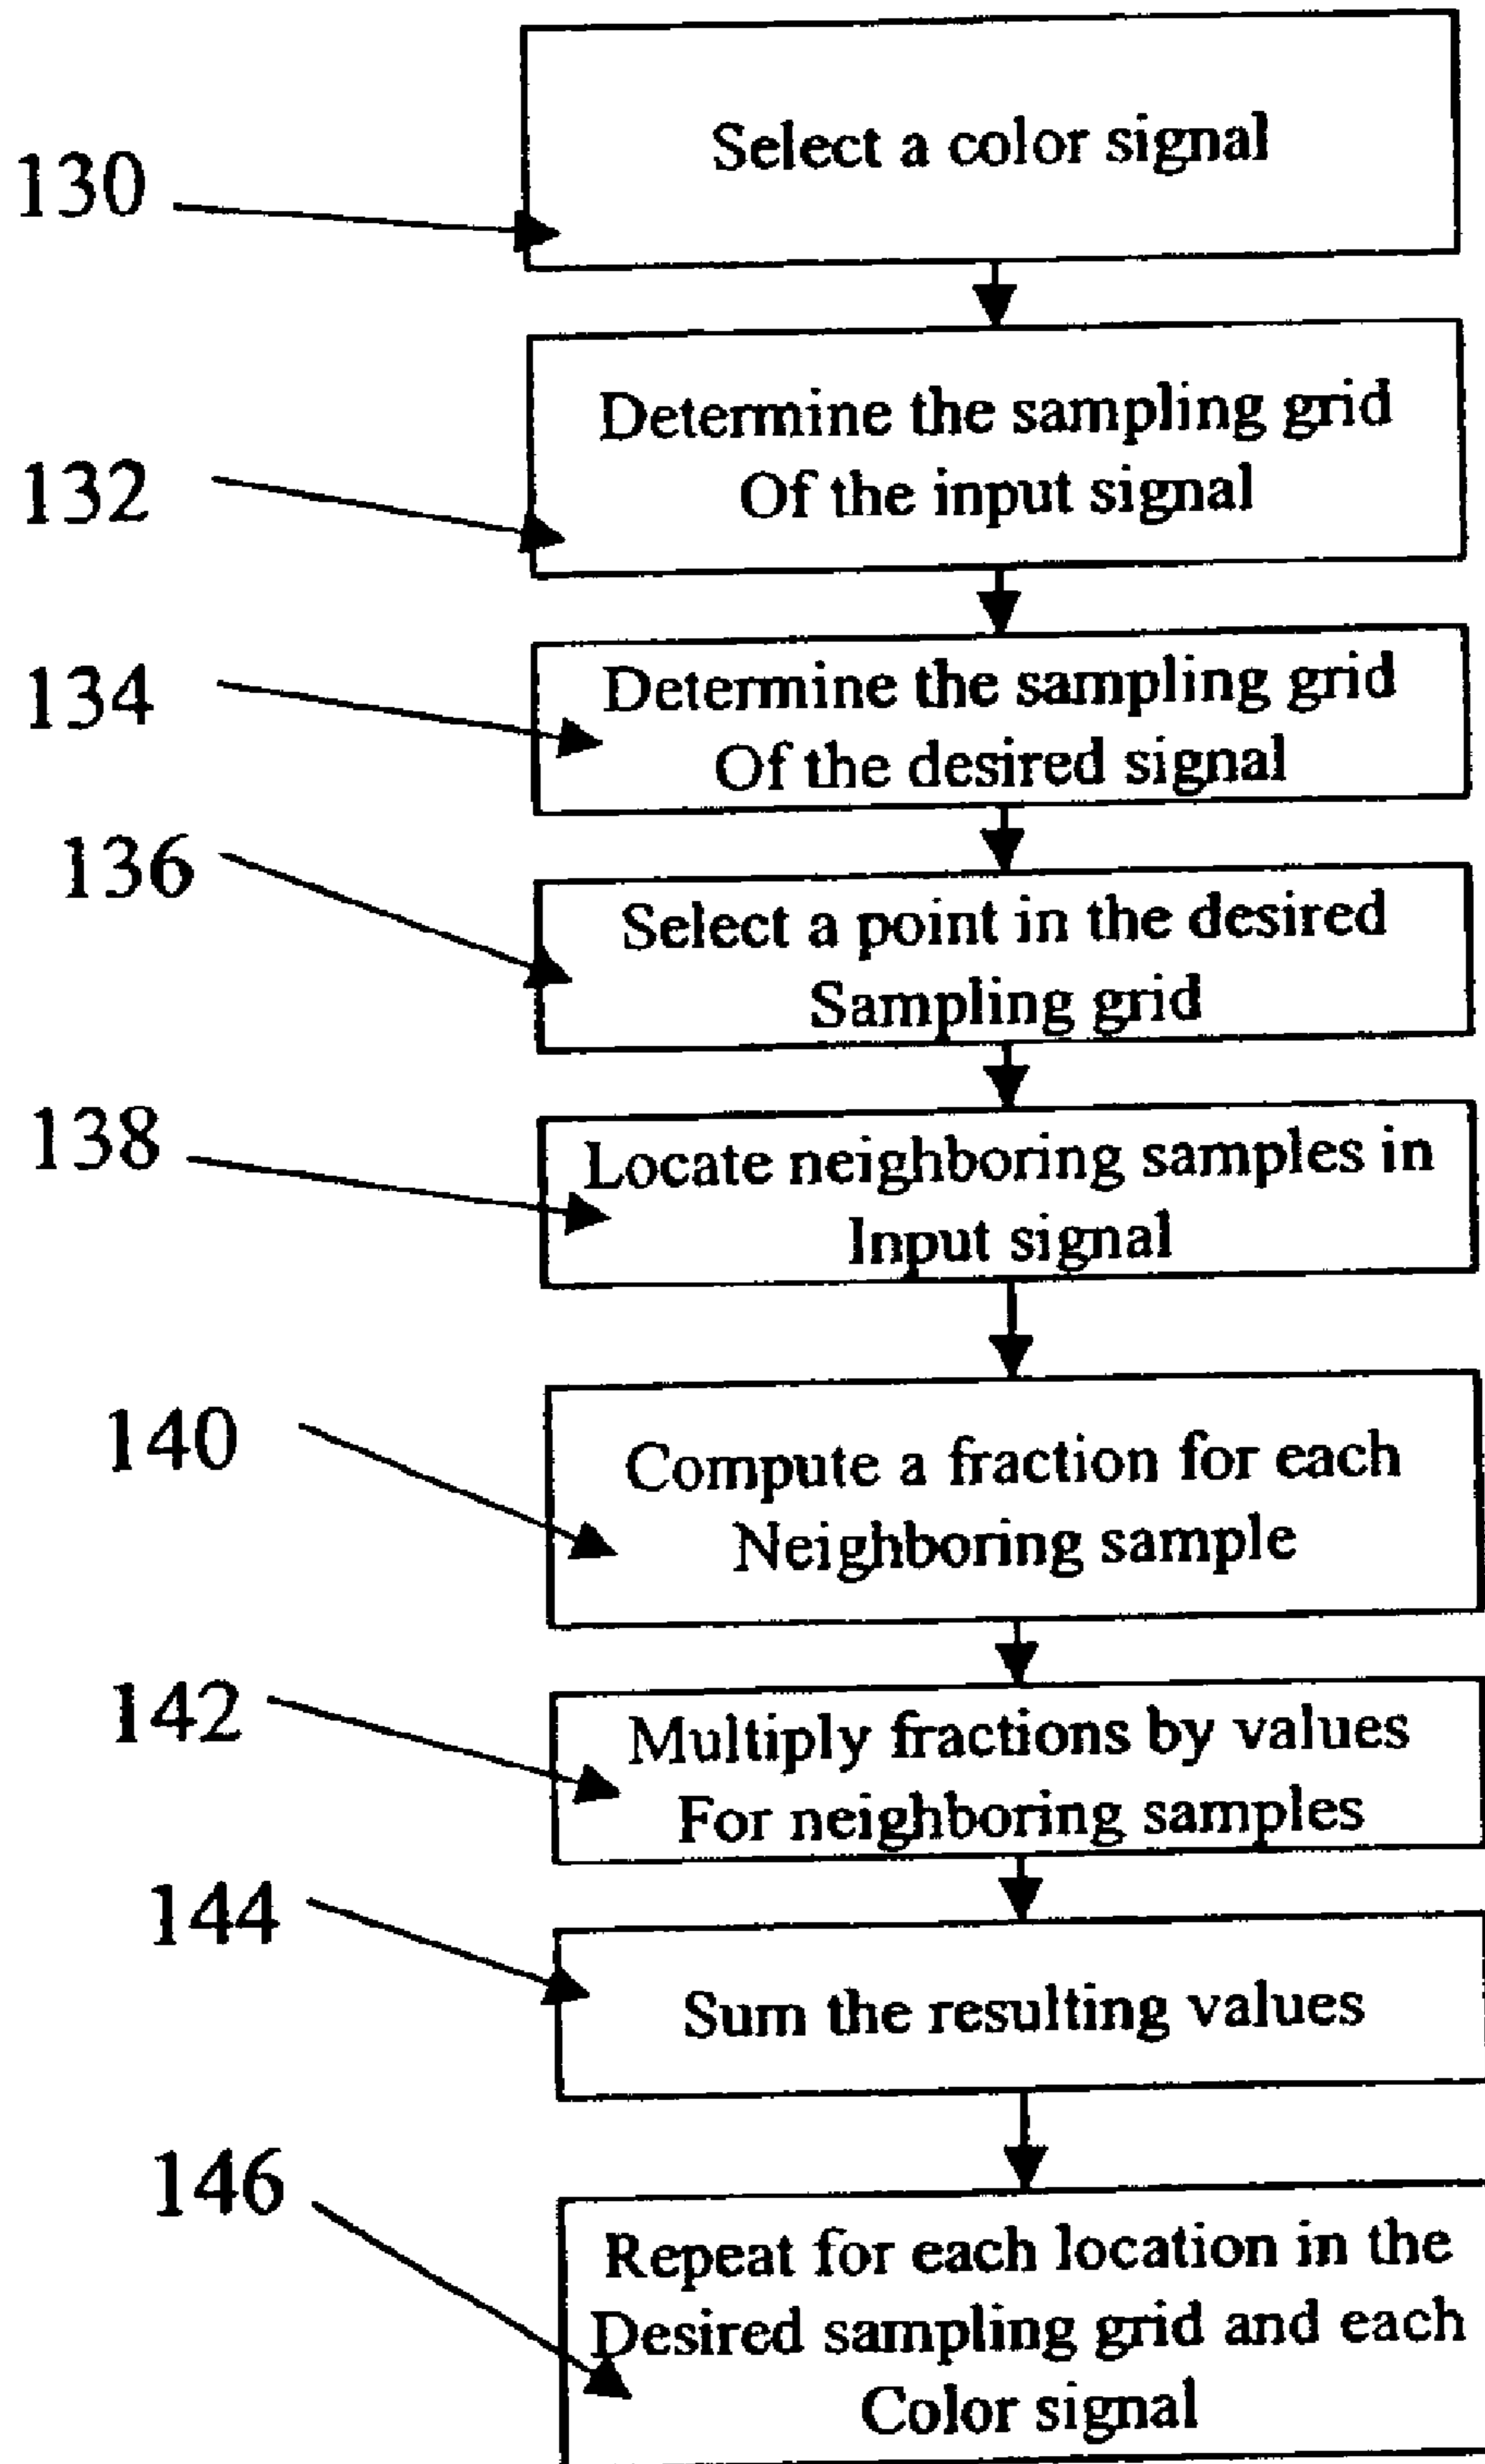 Select a color signal
130
Determine the sampling grid
Of the input signal
132
134
Determine the sampling grid
Of the desired signal
136
Select a point in the desired
Sampling grid
138
Locate neighboring samples in
Input signal
140
Compute a fraction for each
Neighboring sample
142
Multiply fractions by values
For neighboring samples
144
Sum the resulting values
146
Repeat for each location in the
Desired sampling grid and each
Color signal